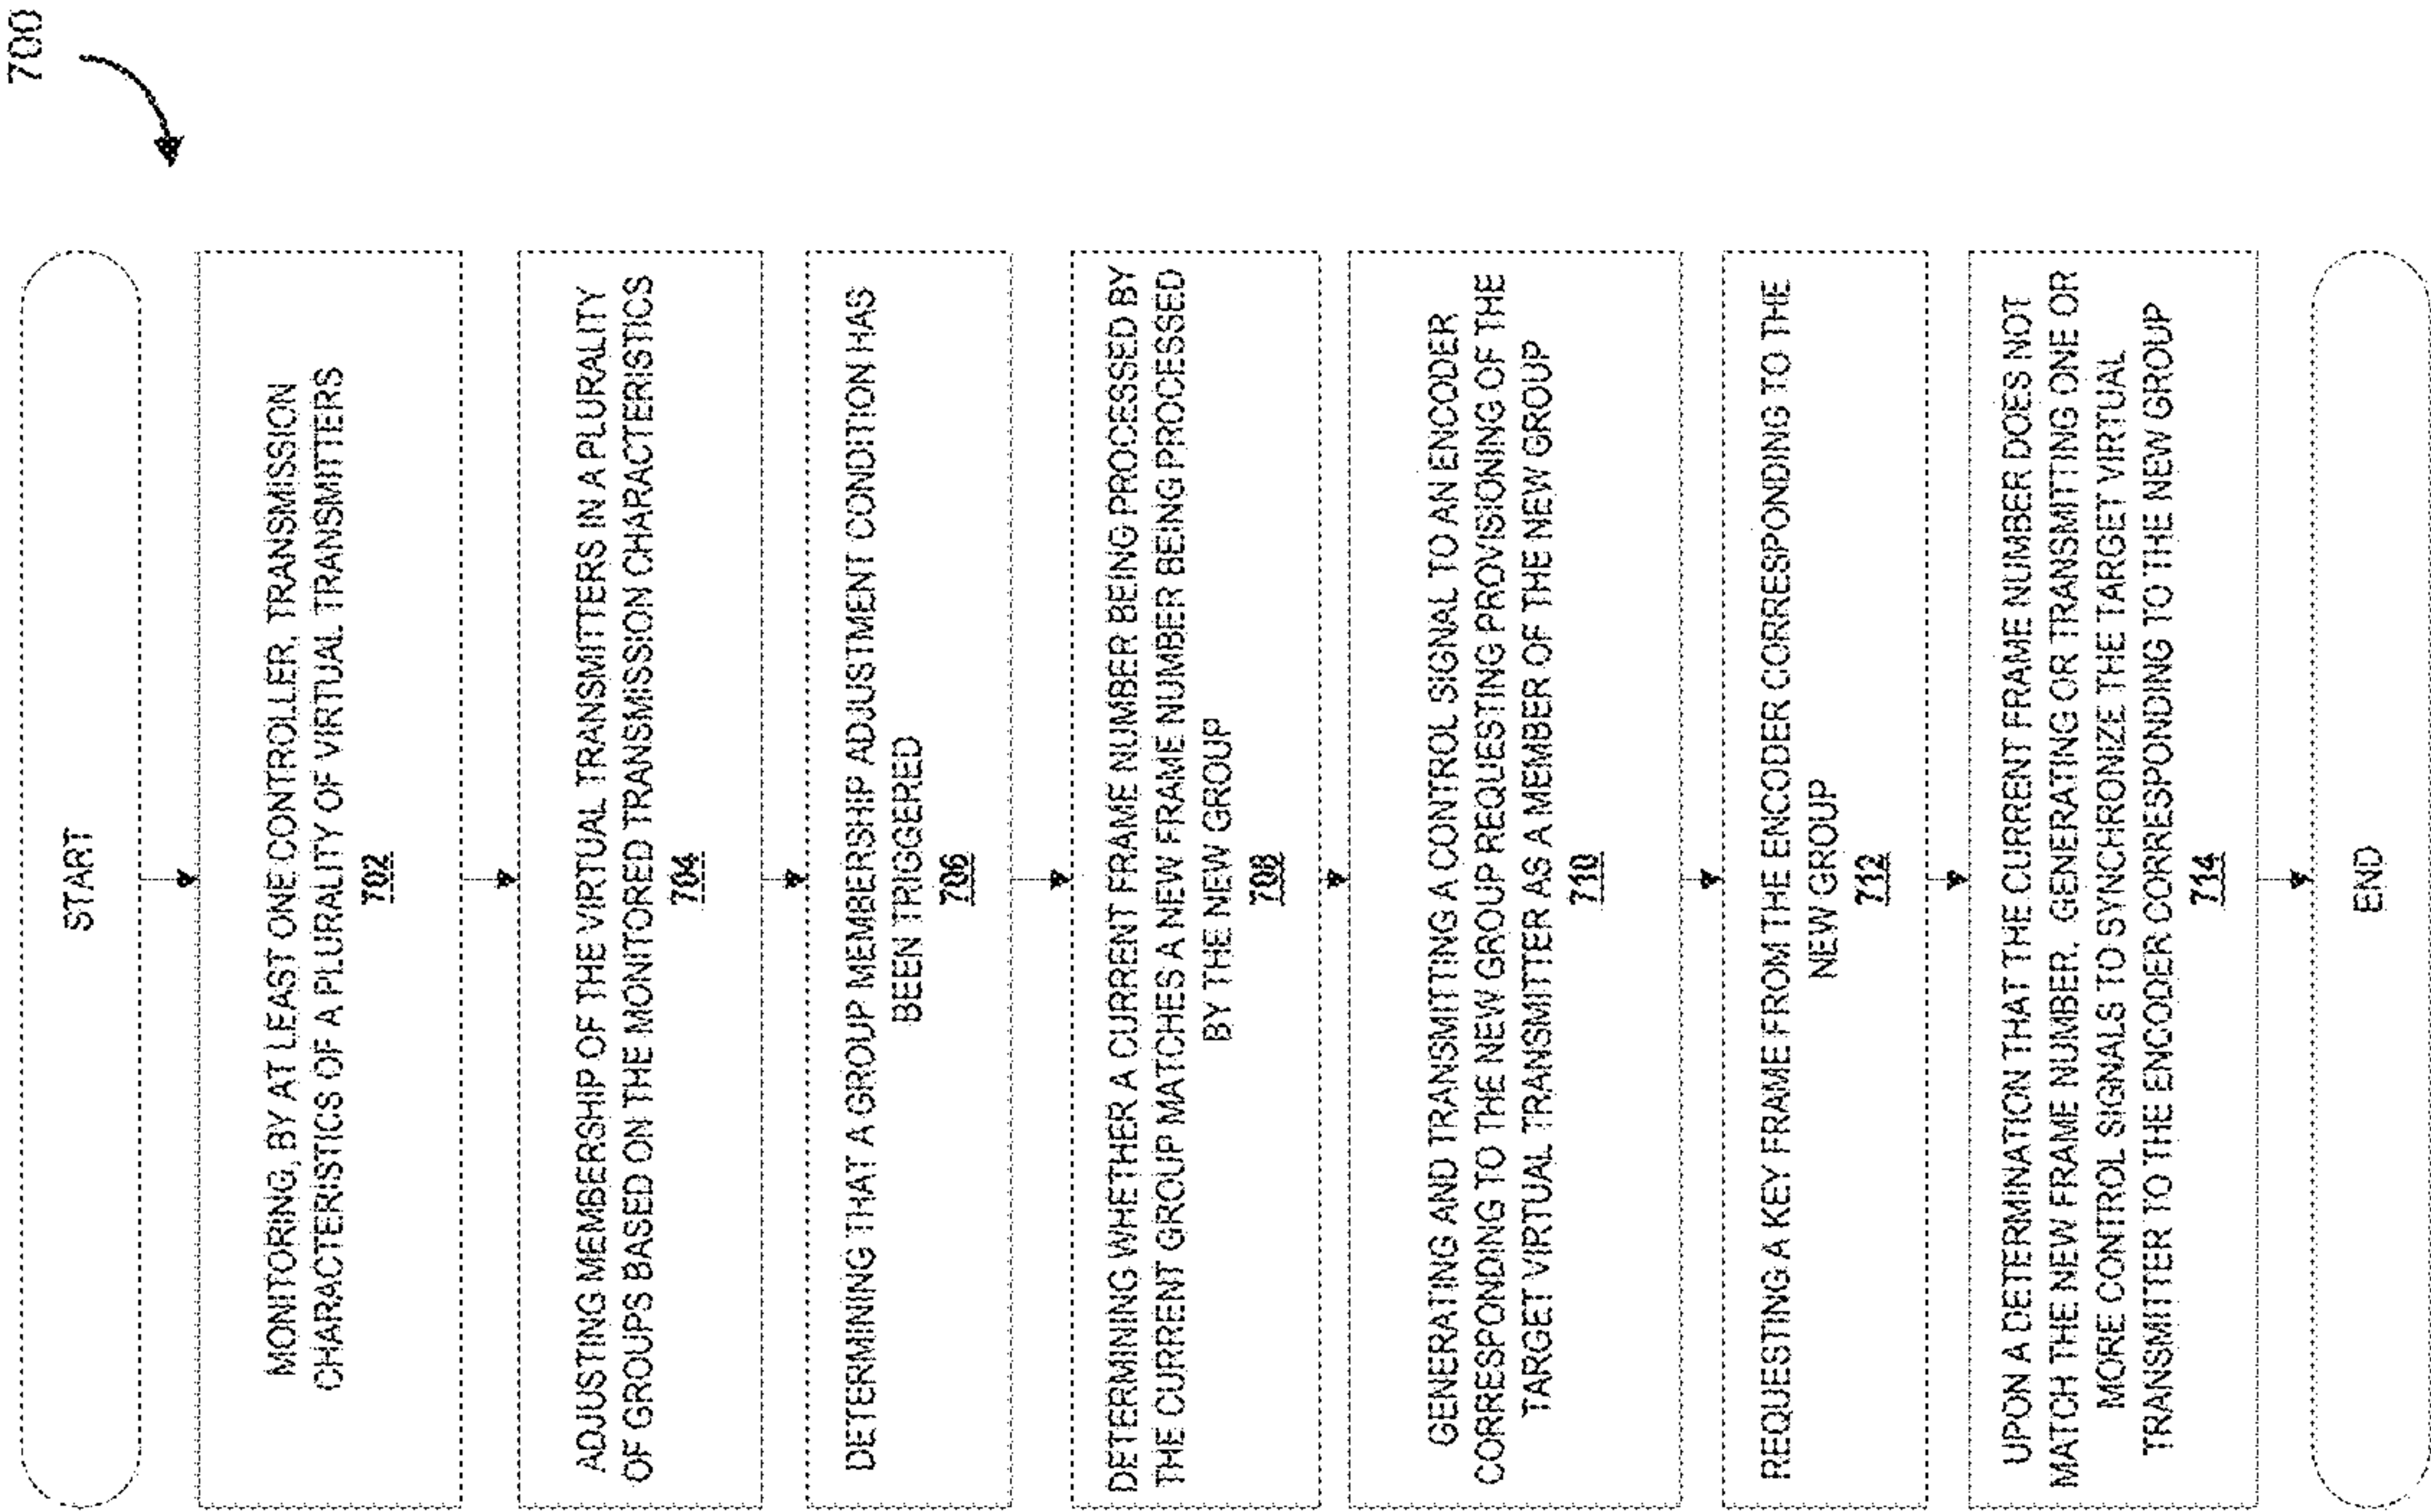 700
START
MONITORING, BY AT LEAST ONE CONTROLLER, TRANSMISSION
CHARACTERISTICS OF A PLURALITY OF VIRTUAL TRANSMITTERS
702
ADJUSTING MEMBERSHIP OF THE VIRTUAL TRANSMITTERS IN A PLURALITY
OF GROUPS BASED ON THE MONITORED TRANSMISSION CHARACTERISTICS
704
DETERMINING THAT A GROUP MEMBERSHIP ADJUSTMENT CONDITION HAS
BEEN TRIGGERED
706
DETERMINING WHETHER A CURRENT FRAME NUMBER BEING PROCESSED BY
THE CURRENT GROUP MATCHES A NEW FRAME NUMBER BEING PROCESSED
BY THE NEW GROUP
708
GENERATING AND TRANSMITTING A CONTROL SIGNAL TO AN ENCODER
CORRESPONDING TO THE NEW GROUP REQUESTING PROVISIONING OF THE
TARGET VIRTUAL TRANSMITTER AS A MEMBER OF THE NEW GROUP
710
REQUESTING A KEY FRAME FROM THE ENCODER CORRESPONDING TO THE
NEW GROUP
712
UPON A DETERMINATION THAT THE CURRENT FRAME NUMBER DOES NOT
MATCH THE NEW FRAME NUMBER, GENERATING OR TRANSMITTING ONE OR
MORE CONTROL SIGNALS TO SYNCHRONIZE THE TARGET VIRTUAL
TRANSMITTER TO THE ENCODER CORRESPONDING TO THE NEW GROUP
714
END